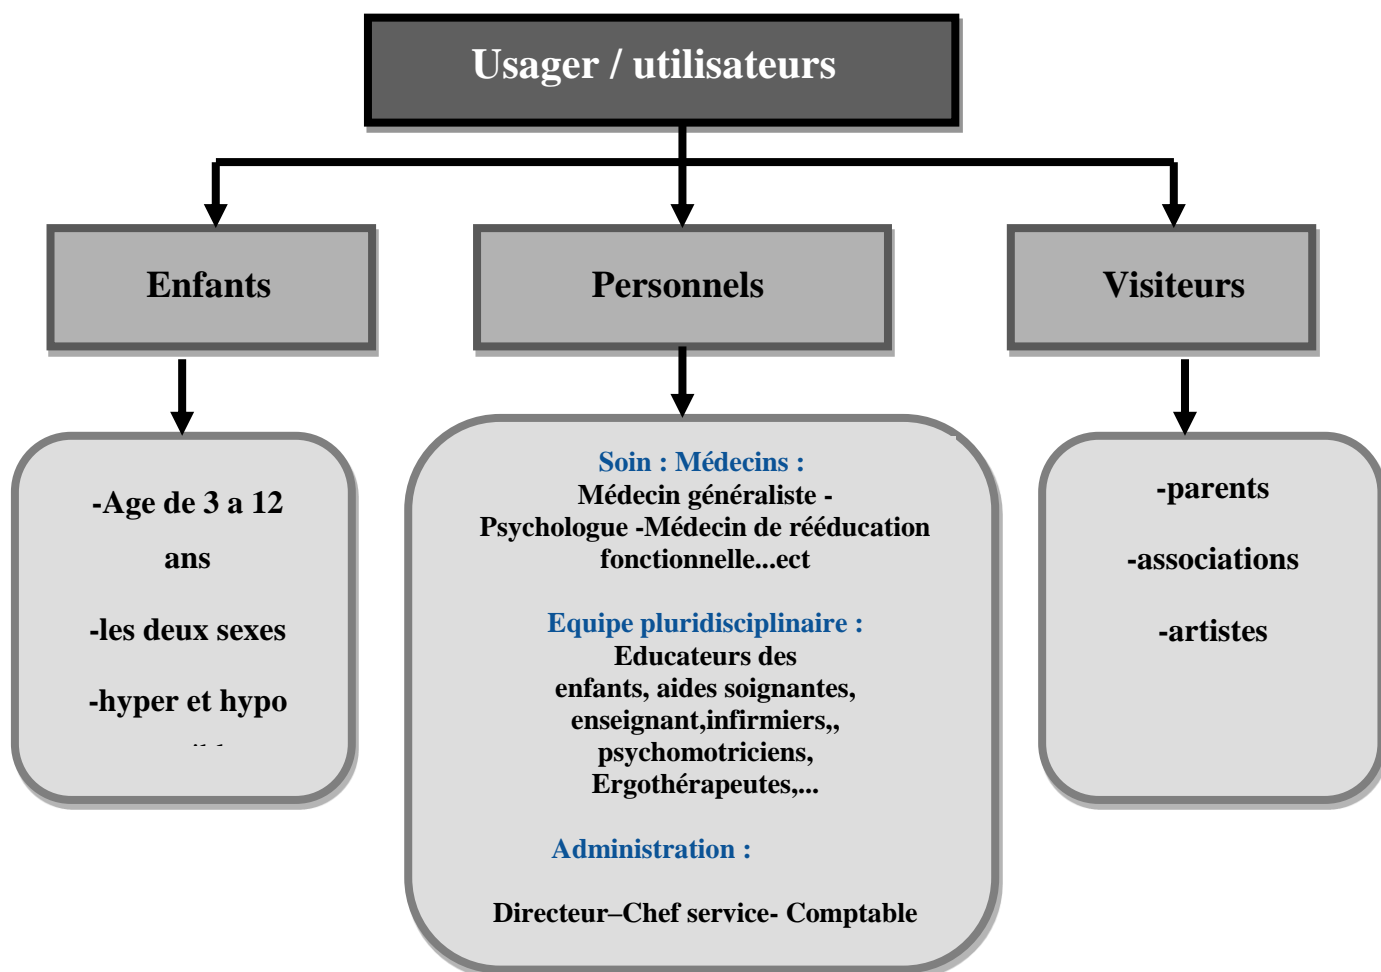 Usager / utilisateurs
Enfants
Personnels
Visiteurs
-Age de 3 a 12
ans
-les deux sexes
-hyper et hypo
Soin : Médecins :
Médecin généraliste -
Psychologue -Médecin de rééducation
fonctionnelle...ect
Equipe pluridisciplinaire :
Educateurs des
enfants, aides soignantes,
enseignant,infirmiers,,
psychomotriciens,
Ergothérapeutes,...
Administration :
Directeur–Chef service- Comptable
-parents
-associations
-artistes